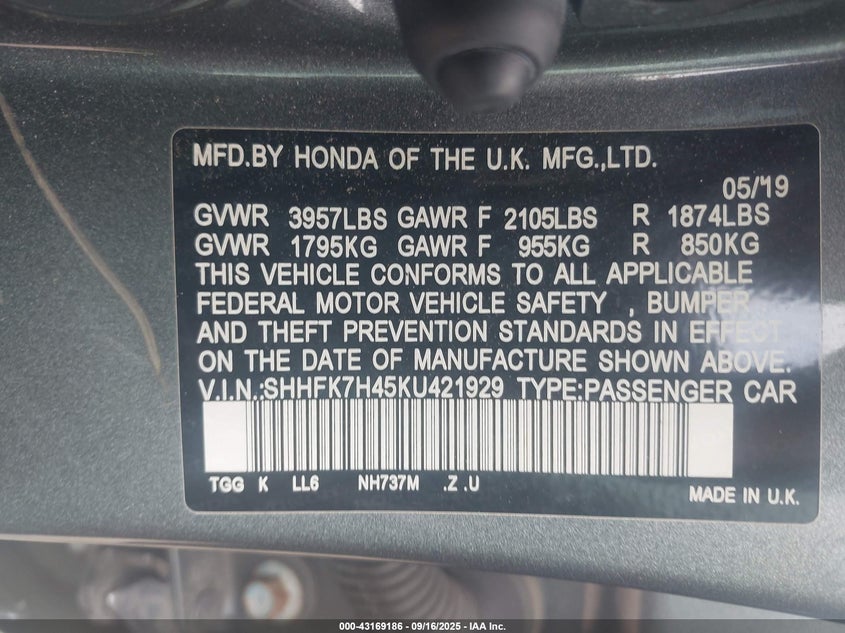 MFD.BY HONDA OF THE U.K. MFG.,LTD.
05/19
GVWR 3957LBS GAWR F 2105LBS R 1874LBS
GVWR 1795KG GAWR F 955KG R 850KG
THIS VEHICLE CONFORMS TO ALL APPLICABLE
FEDERAL MOTOR VEHICLE SAFETY , BUMPER
AND THEFT PREVENTION STANDARDS IN EFFECT
ON THE DATE OF MANUFACTURE SHOWN ABOVE.
V.I.N.:SHHFK7H45KU421929 TYPE:PASSENGER CAR
TGG K LL6 NH737M .Z .U
MADE IN U.K.
000-43169186 - 09/16/2025 - IAA Inc.